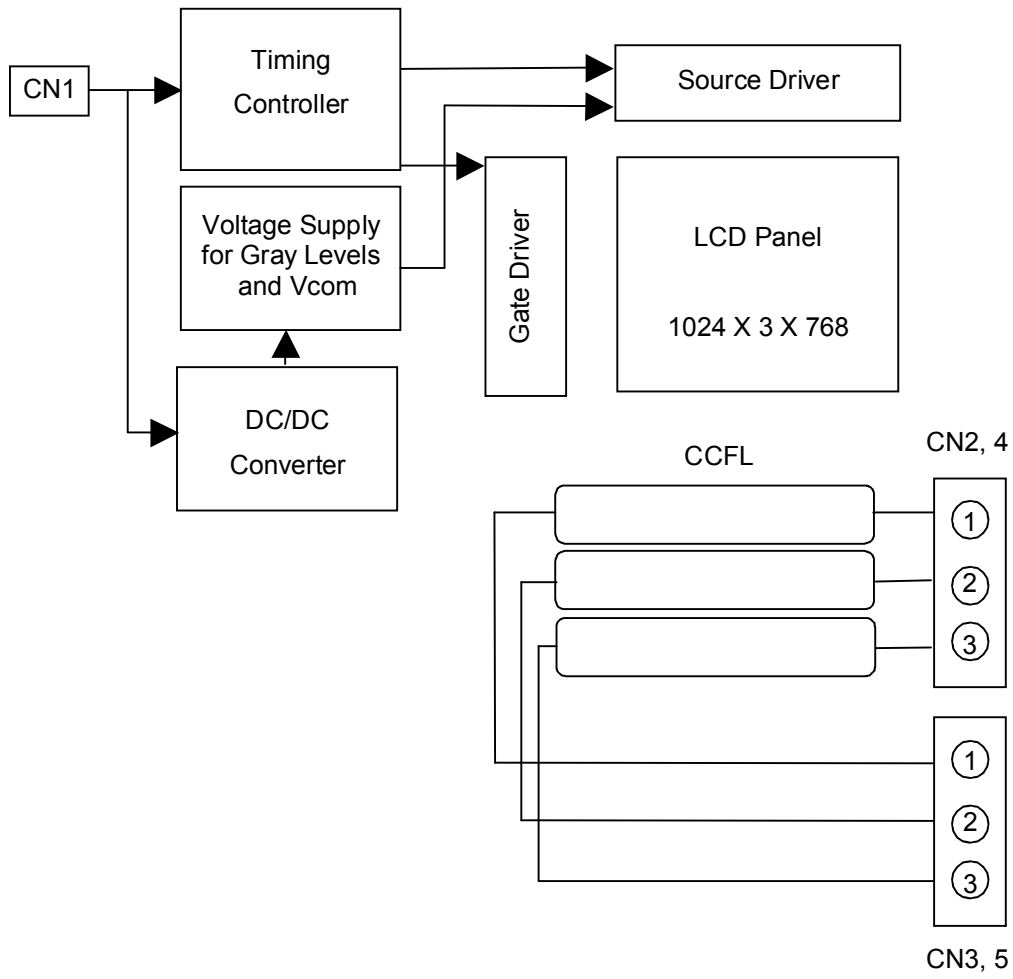 CN1
Timing
Controller
Source Driver
Voltage Supply
for Gray Levels
and Vcom
Gate Driver
LCD Panel
1024 X 3 X 768
DC/DC
Converter
CCFL
CN2, 4
1
2
3
1
2
3
CN3, 5